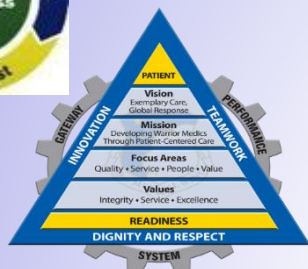 PATIENT
Vision
Exemplary Care,
Global Response
Mission
Developing Warrior Medics
Through Patient-Centered Care
Focus Areas
Quality • Service • People • Value
Values
Integrity • Service • Excellence
READINESS
DIGNITY AND RESPECT
INNOVATION
TEAMWORK
GATEWAY
PERFORMANCE
SYSTEM